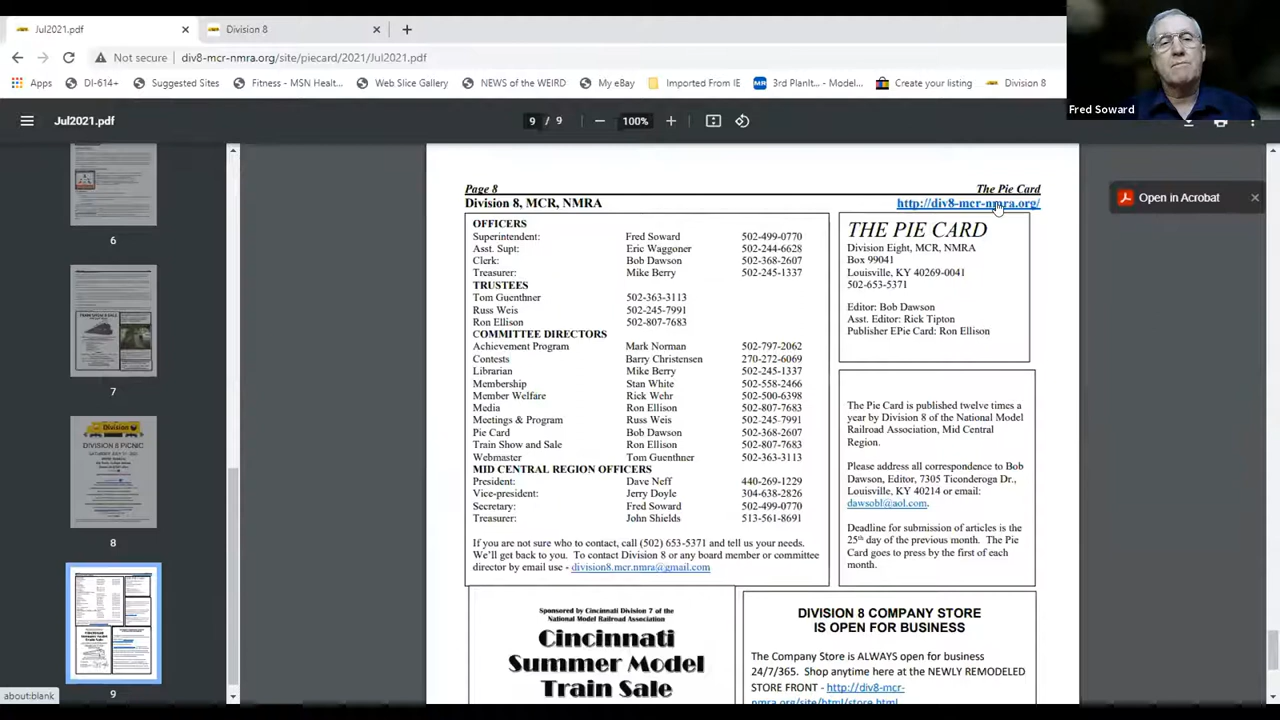 Jul2021.pdf
Division 8
Not secure
div8-mcr-nmra.org/site/piecard/2021/Jul2021.pdf
Apps
DI-614+
Suggested Sites
Fitness - MSN Healt...
Web Slice Gallery
NEWS of the WEIRD
My eBay
Imported From IE
3rd PlanIt - Model...
Create your listing
Division 8
Fred Soward
Jul2021.pdf
9 / 9
100%
Open in Acrobat
6
7
8
9
Page 8 The Pie Card
Division 8, MCR, NMRA http://div8-mcr-nmra.org/
OFFICERS
Superintendent: Fred Soward 502-499-0770
Asst. Supt: Eric Waggoner 502-244-6628
Clerk: Bob Dawson 502-368-2607
Treasurer: Mike Berry 502-245-1337
TRUSTEES
Tom Guenthner 502-363-3113
Russ Weis 502-245-7991
Ron Ellison 502-807-7683
COMMITTEE DIRECTORS
Achievement Program Mark Norman 502-797-2062
Contests Barry Christensen 270-272-6069
Librarian Mike Berry 502-245-1337
Membership Stan White 502-558-2466
Member Welfare Rick Wehr 502-500-6398
Media Ron Ellison 502-807-7683
Meetings & Program Russ Weis 502-245-7991
Pie Card Bob Dawson 502-368-2607
Train Show and Sale Ron Ellison 502-807-7683
Webmaster Tom Guenthner 502-363-3113
MID CENTRAL REGION OFFICERS
President: Dave Neff 440-269-1229
Vice-president: Jerry Doyle 304-638-2826
Secretary: Fred Soward 502-499-0770
Treasurer: John Shields 513-561-8691
If you are not sure who to contact, call (502) 653-5371 and tell us your needs.
We'll get back to you. To contact Division 8 or any board member or committee
director by email use - division8.mcr.nmra@gmail.com
THE PIE CARD
Division Eight, MCR, NMRA
Box 99041
Louisville, KY 40269-0041
502-653-5371
Editor: Bob Dawson
Asst. Editor: Rick Tipton
Publisher EPie Card: Ron Ellison
The Pie Card is published twelve times a
year by Division 8 of the National Model
Railroad Association, Mid Central
Region.
Please address all correspondence to Bob
Dawson, Editor, 7305 Ticonderoga Dr.,
Louisville, KY 40214 or email:
dawsobl@aol.com.
Deadline for submission of articles is the
25th day of the previous month. The Pie
Card goes to press by the first of each
month.
Sponsored by Cincinnati Division 7 of the
National Model Railroad Association
Cincinnati
Summer Model
Train Sale
DIVISION 8 COMPANY STORE
IS OPEN FOR BUSINESS
The Company Store is ALWAYS open for business
24/7/365. Shop anytime here at the NEWLY REMODELED
STORE FRONT - http://div8-mcr-
nmra.org/site/html/store.html
about:blank